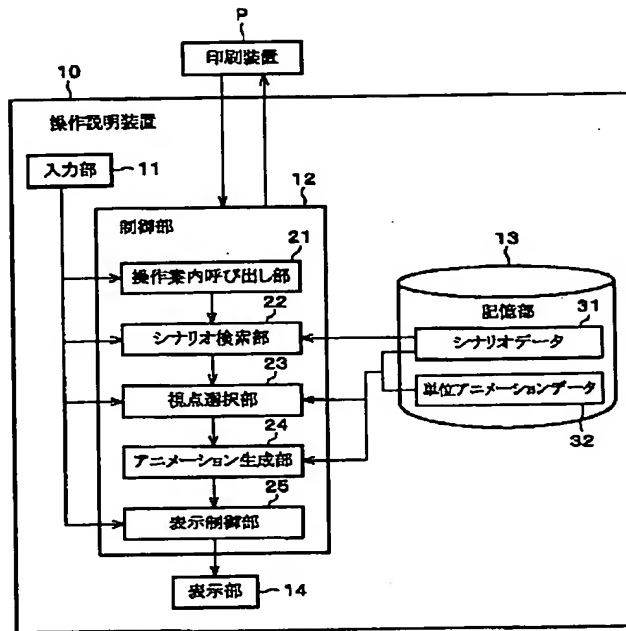 P
印刷装置
10
操作説明装置
入力部
11
12
制御部
21
操作案内呼び出し部
22
シナリオ検索部
23
視点選択部
24
アニメーション生成部
25
表示制御部
表示部
14
13
記憶部
31
シナリオデータ
単位アニメーションデータ
32